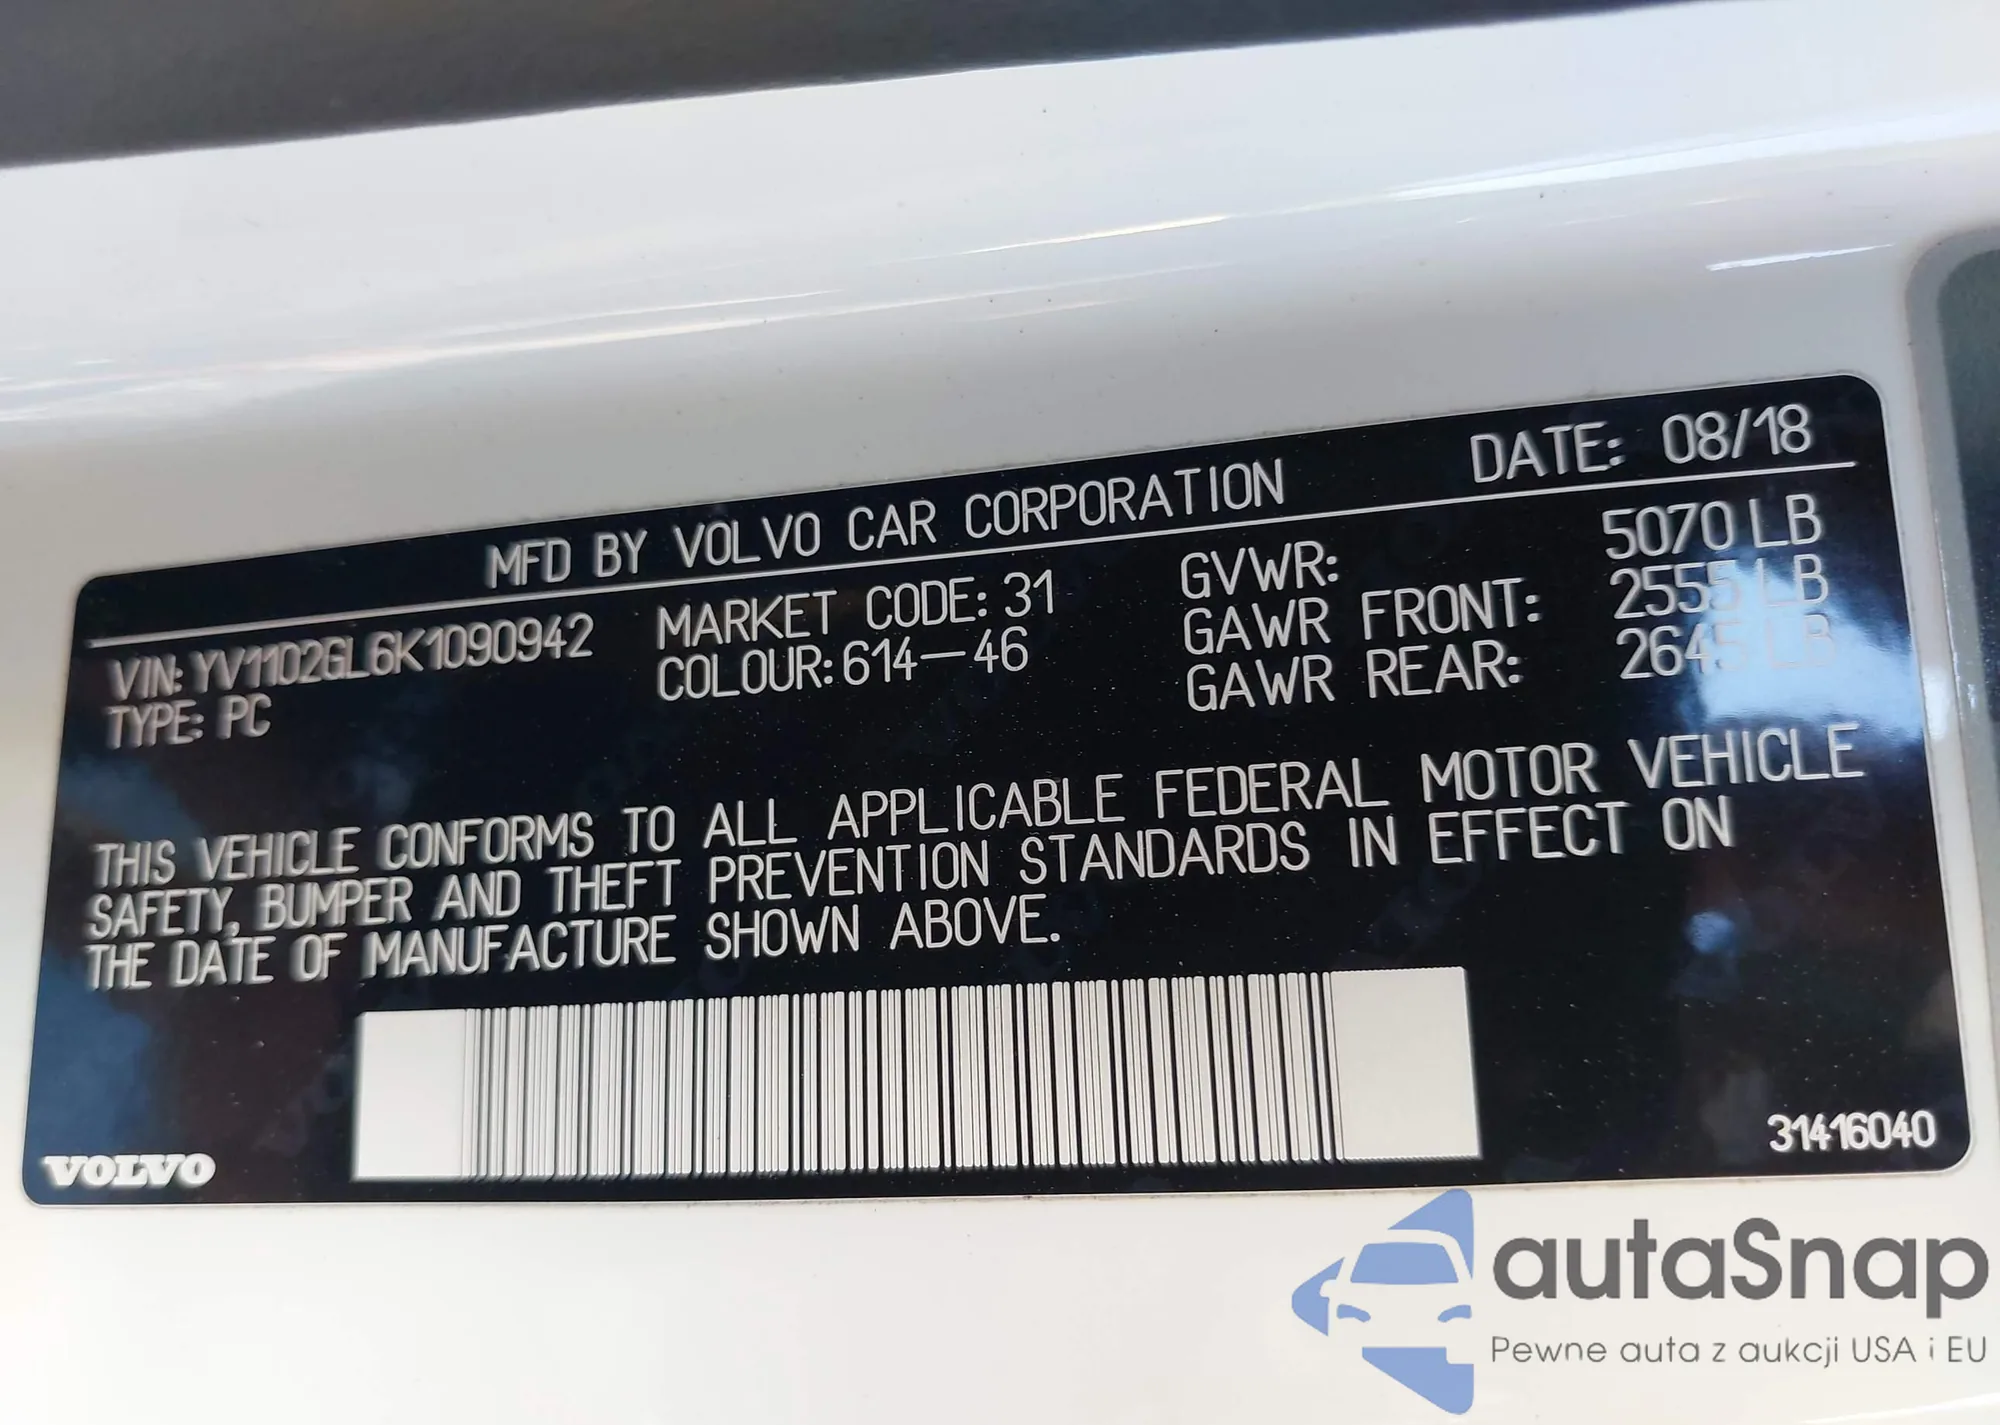 MFD BY VOLVO CAR CORPORATION DATE: 08/18
VIN: YV1102GL6K1090942 MARKET CODE: 31 GVWR: 5070 LB
TYPE: PC COLOUR: 614-46 GAWR FRONT: 2555 LB
GAWR REAR: 2645 LB
THIS VEHICLE CONFORMS TO ALL APPLICABLE FEDERAL MOTOR VEHICLE
SAFETY, BUMPER AND THEFT PREVENTION STANDARDS IN EFFECT ON
THE DATE OF MANUFACTURE SHOWN ABOVE.
VOLVO
31416040
autaSnap
Pewne auta z aukcji USA i EU